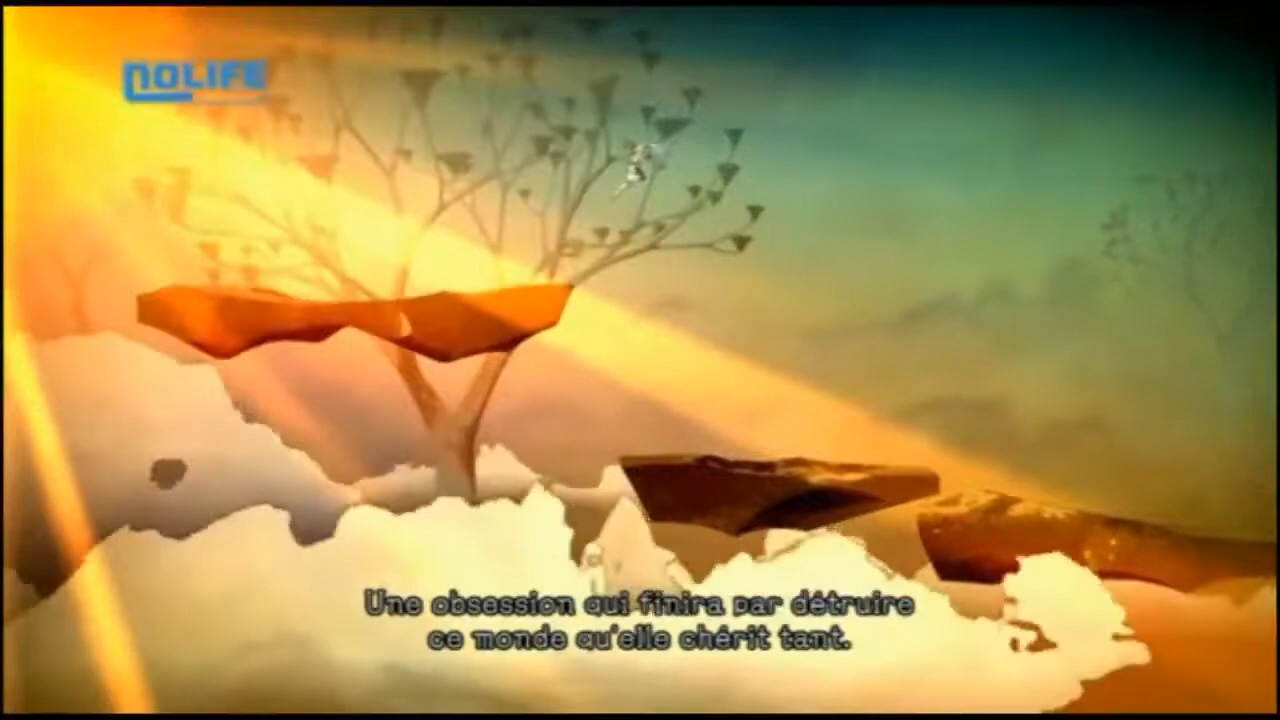 NOLIFE
Une obsession qui finira par détruire
ce monde qu'elle chérit tant.